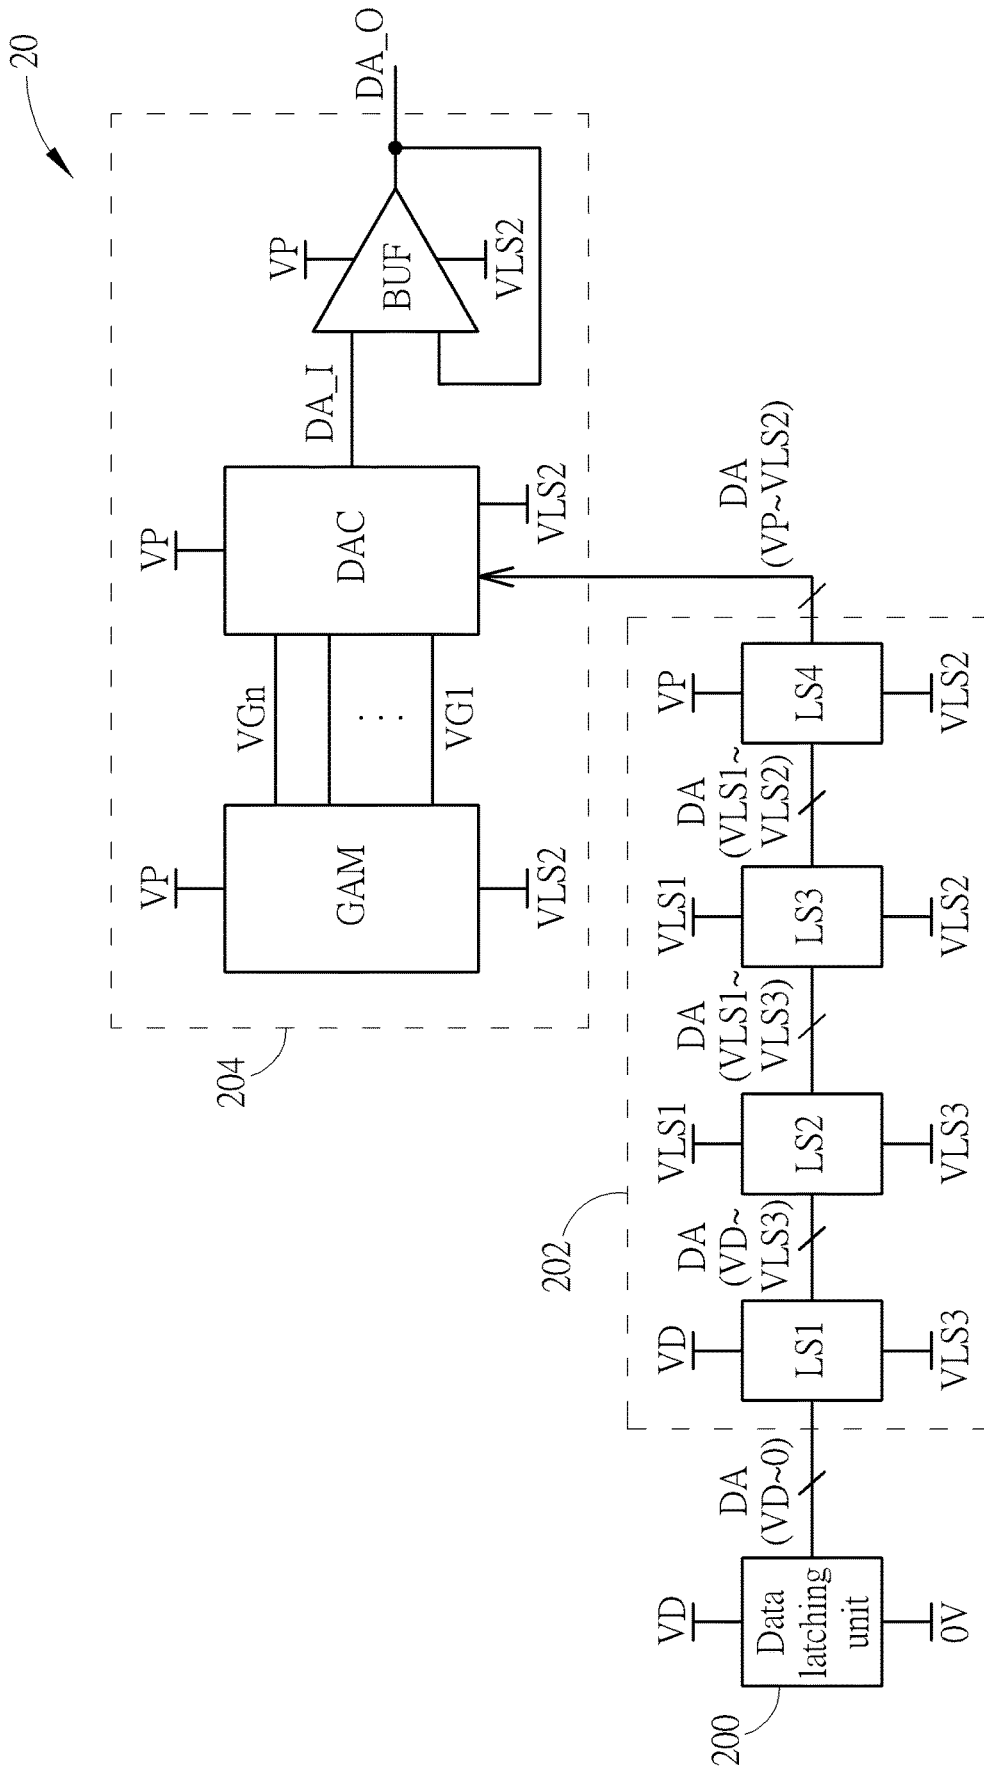 20
204
VP
GAM
VLS2
VGn
. . .
VG1
VP
DAC
VLS2
DA_I
VP
BUF
VLS2
DA_O
200
VD
Data
latching
unit
0V
DA
(VD~0)
202
VD
LS1
VLS3
DA
(VD~
VLS3)
VLS1
LS2
VLS3
DA
(VLS1~
VLS3)
VLS1
LS3
VLS2
DA
(VLS1~
VLS2)
VP
LS4
VLS2
DA
(VP~VLS2)